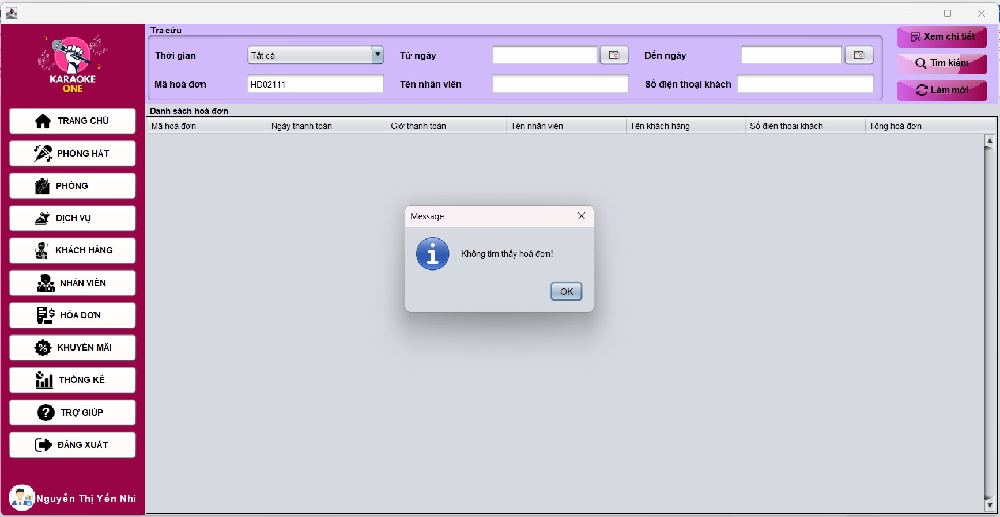 KARAOKE
ONE
TRANG CHỦ
PHÒNG HÁT
PHÒNG
DỊCH VỤ
KHÁCH HÀNG
NHÂN VIÊN
HÓA ĐƠN
KHUYẾN MÃI
THỐNG KÊ
TRỢ GIÚP
ĐĂNG XUẤT
Nguyễn Thị Yến Nhi
Tra cứu
Thời gian Tất cả Từ ngày Đến ngày
Mã hoá đơn HD02111 Tên nhân viên Số điện thoại khách
Xem chi tiết
Tìm kiếm
Làm mới
Danh sách hoá đơn
Mã hoá đơn Ngày thanh toán Giờ thanh toán Tên nhân viên Tên khách hàng Số điện thoại khách Tổng hoá đơn
Message
Không tìm thấy hoá đơn!
OK